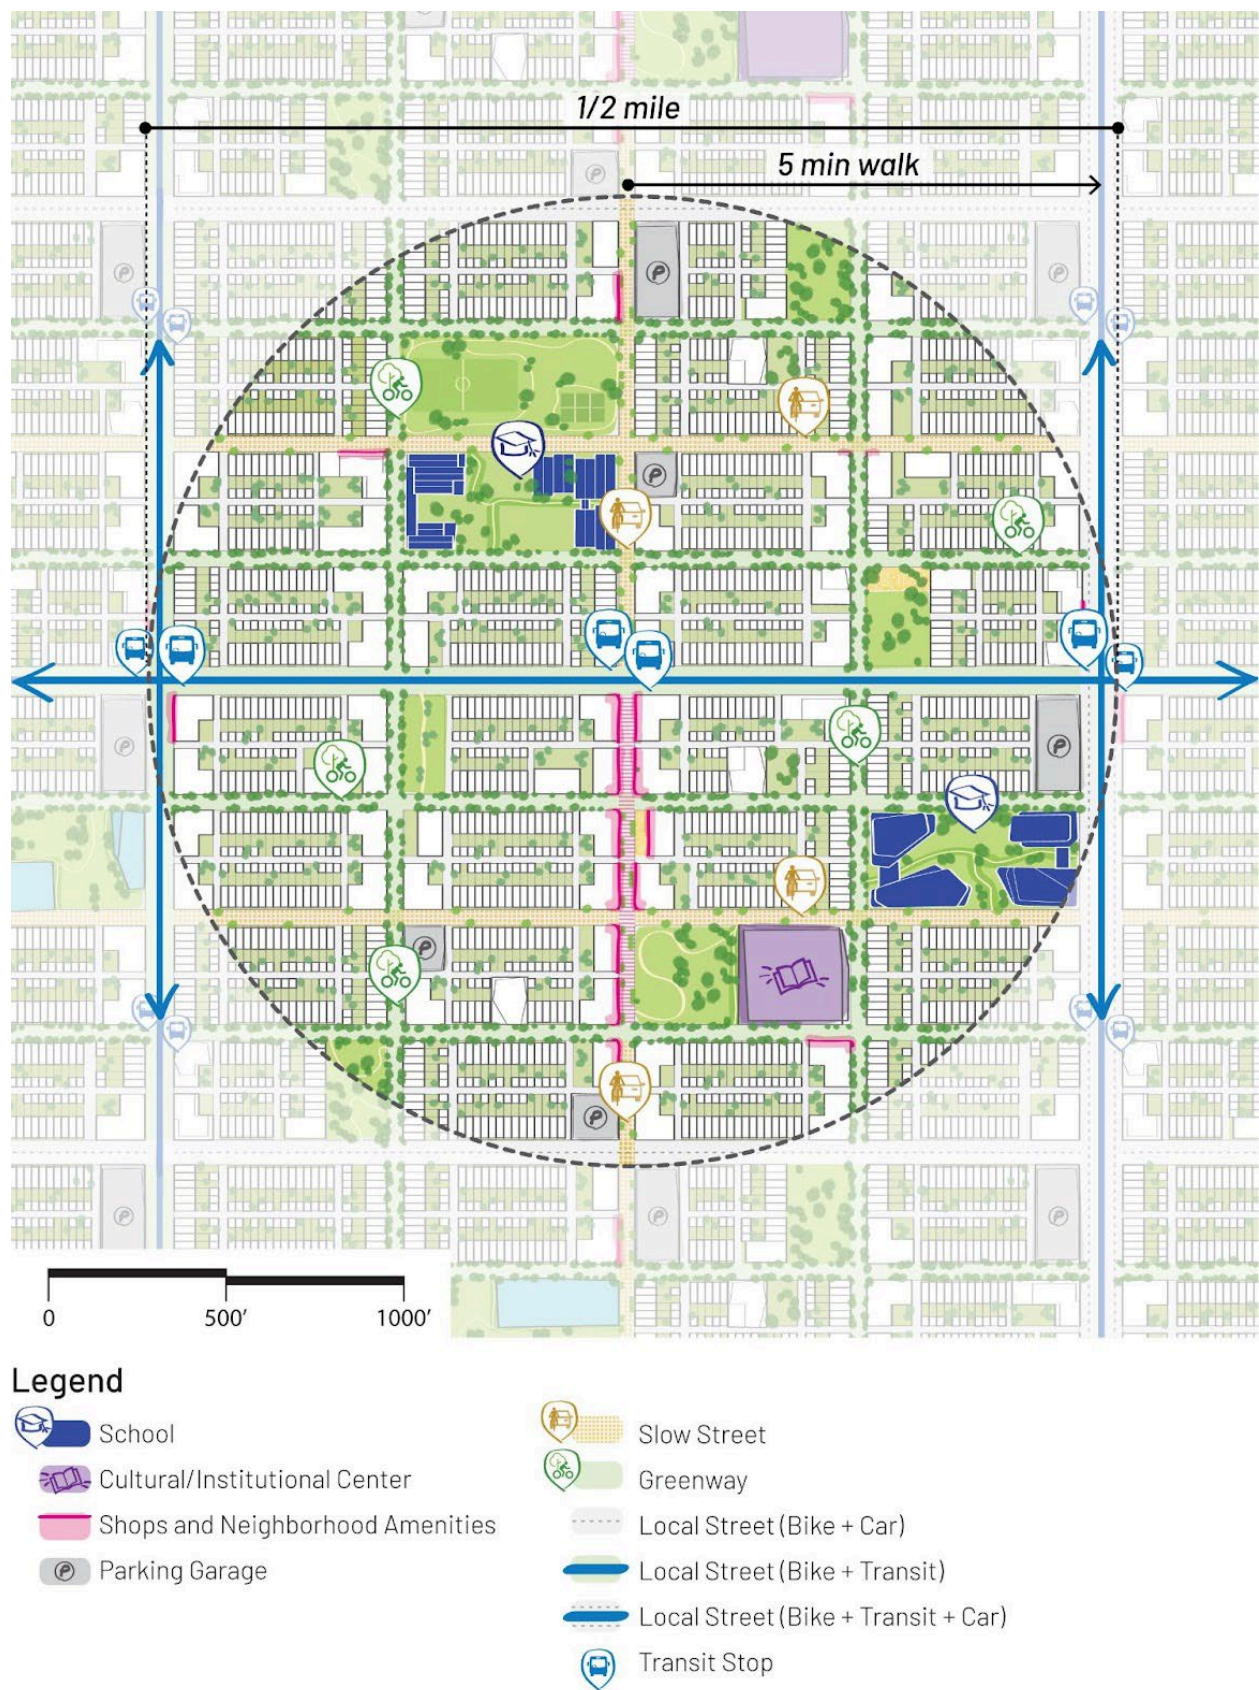 1/2 mile
5 min walk
0 500' 1000'
Legend
School
Cultural/Institutional Center
Shops and Neighborhood Amenities
Parking Garage
Slow Street
Greenway
Local Street (Bike + Car)
Local Street (Bike + Transit)
Local Street (Bike + Transit + Car)
Transit Stop